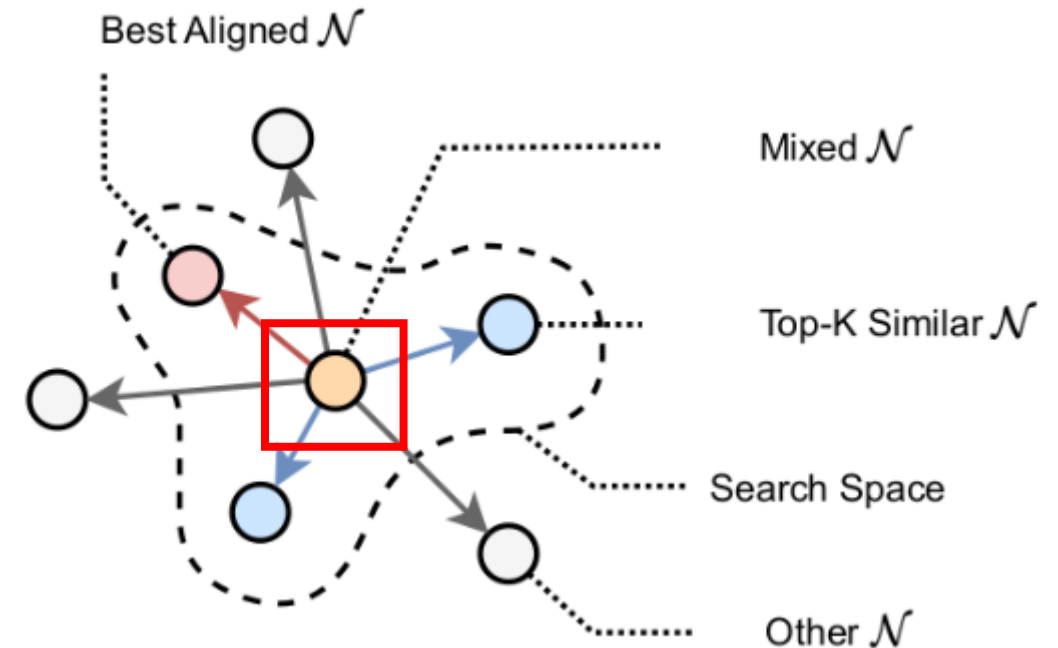 Best Aligned 𝒩
Mixed 𝒩
Top-K Similar 𝒩
Search Space
Other 𝒩